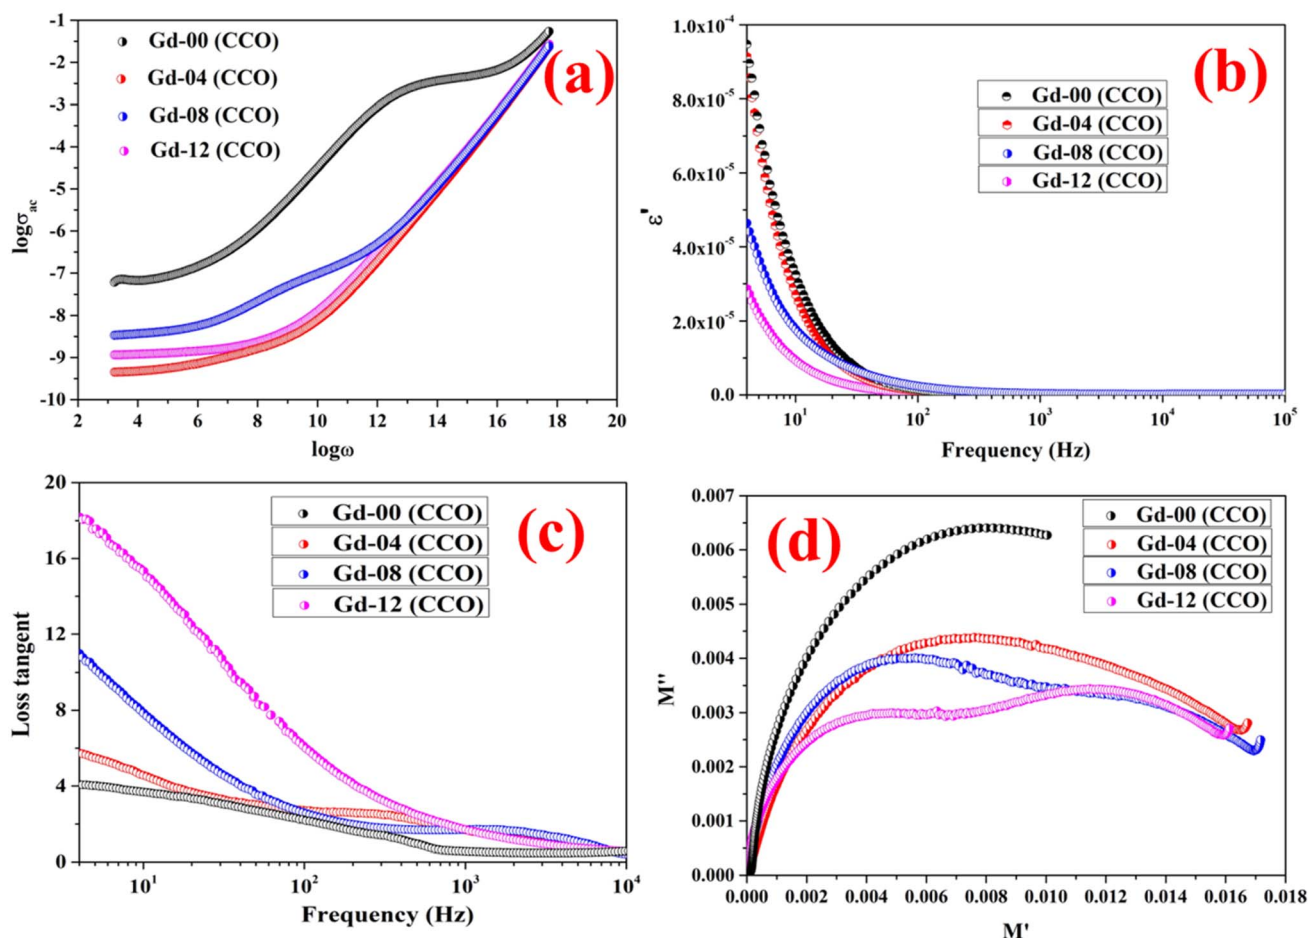 (a)
Gd-00 (CCO)
Gd-04 (CCO)
Gd-08 (CCO)
Gd-12 (CCO)
-1
-2
-3
-4
-5
-6
-7
-8
-9
-10
logσac
2 4 6 8 10 12 14 16 18 20
logω
(b)
Gd-00 (CCO)
Gd-04 (CCO)
Gd-08 (CCO)
Gd-12 (CCO)
1.0x10⁻⁴
8.0x10⁻⁵
6.0x10⁻⁵
4.0x10⁻⁵
2.0x10⁻⁵
0.0
ε'
10¹ 10² 10³ 10⁴ 10⁵
Frequency (Hz)
(c)
Gd-00 (CCO)
Gd-04 (CCO)
Gd-08 (CCO)
Gd-12 (CCO)
20
16
12
8
4
0
Loss tangent
10¹ 10² 10³ 10⁴
Frequency (Hz)
(d)
Gd-00 (CCO)
Gd-04 (CCO)
Gd-08 (CCO)
Gd-12 (CCO)
0.007
0.006
0.005
0.004
0.003
0.002
0.001
0.000
M''
0.000 0.002 0.004 0.006 0.008 0.010 0.012 0.014 0.016 0.018
M'